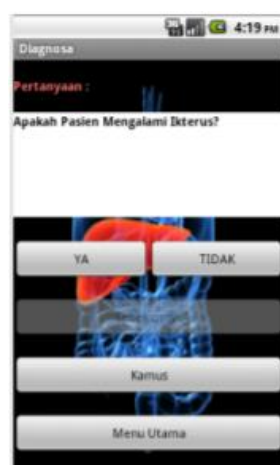 4:19 PM
Diagnosa
Pertanyaan :
Apakah Pasien Mengalami Ikterus?
YA
TIDAK
Kamus
Menu Utama